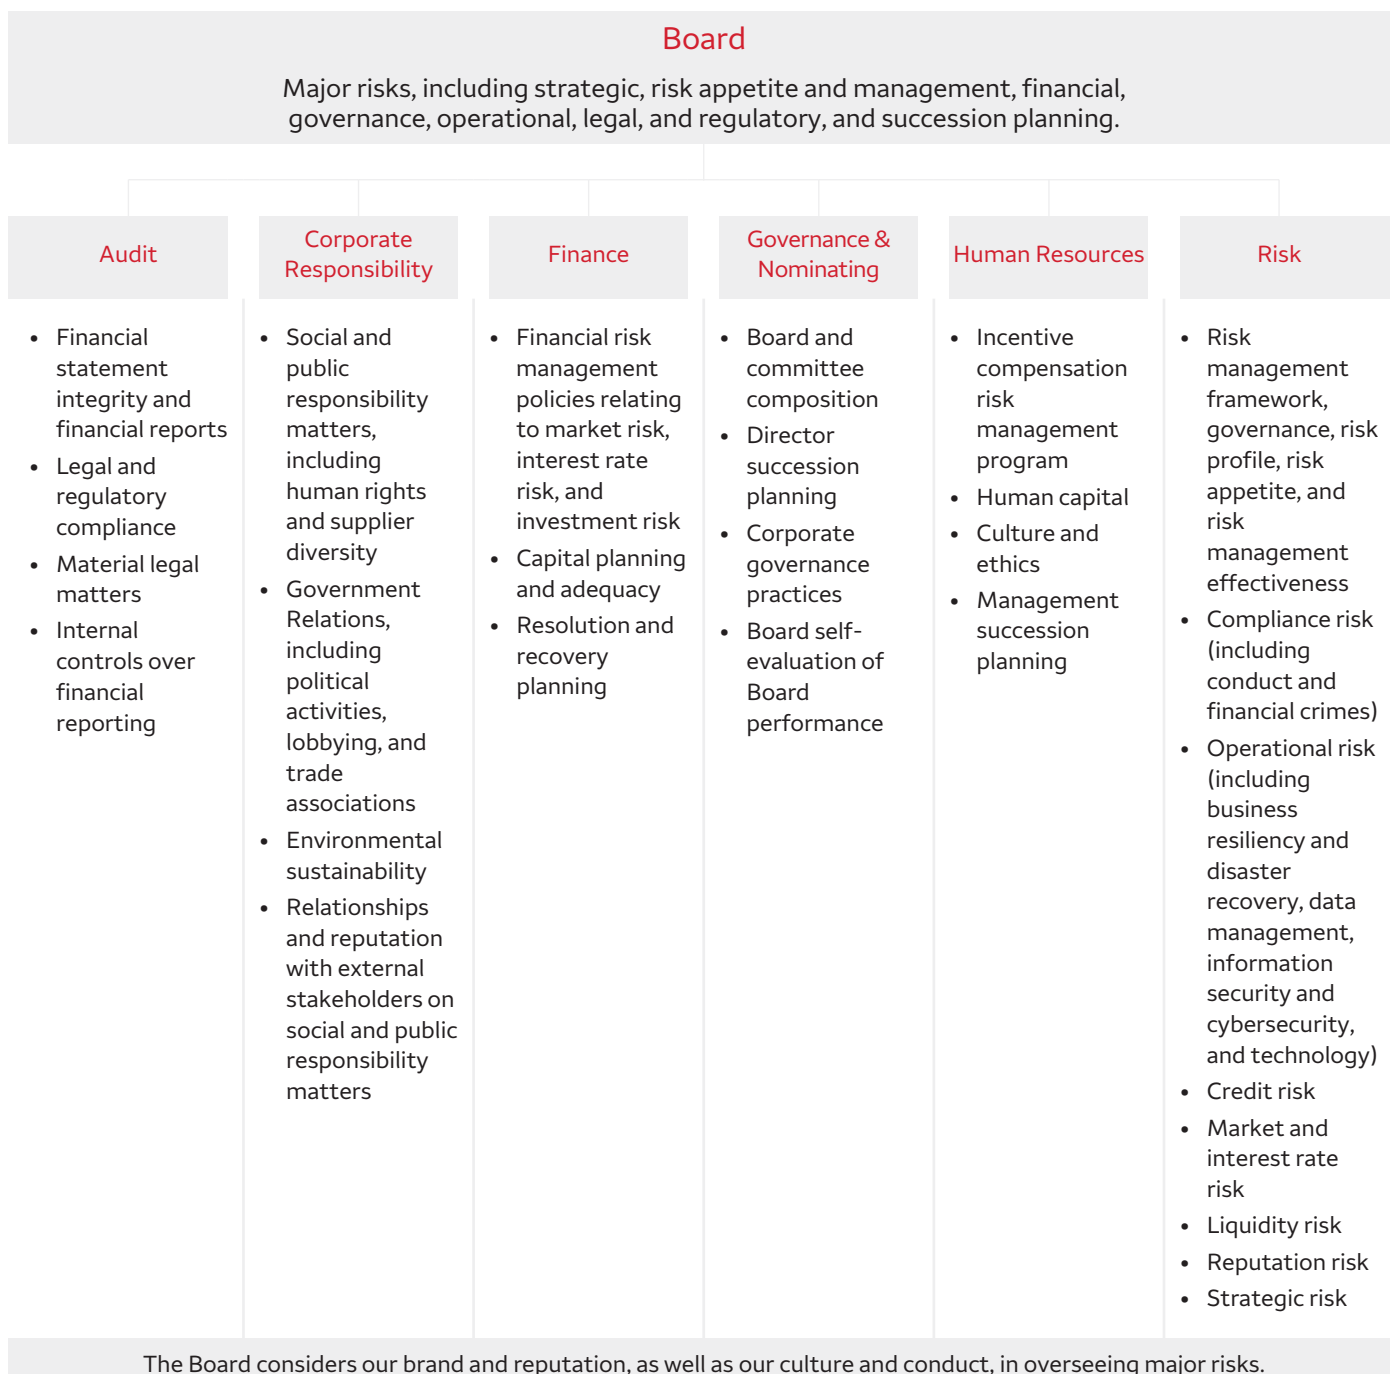 Board
Major risks, including strategic, risk appetite and management, financial,
governance, operational, legal, and regulatory, and succession planning.
Audit
• Financial
statement
integrity and
financial reports
• Legal and
regulatory
compliance
• Material legal
matters
• Internal
controls over
financial
reporting
Corporate
Responsibility
• Social and
public
responsibility
matters,
including
human rights
and supplier
diversity
• Government
Relations,
including
political
activities,
lobbying, and
trade
associations
• Environmental
sustainability
• Relationships
and reputation
with external
stakeholders on
social and public
responsibility
matters
Finance
• Financial risk
management
policies relating
to market risk,
interest rate
risk, and
investment risk
• Capital planning
and adequacy
• Resolution and
recovery
planning
Governance &
Nominating
• Board and
committee
composition
• Director
succession
planning
• Corporate
governance
practices
• Board self-
evaluation of
Board
performance
Human Resources
• Incentive
compensation
risk
management
program
• Human capital
• Culture and
ethics
• Management
succession
planning
Risk
• Risk
management
framework,
governance, risk
profile, risk
appetite, and
risk
management
effectiveness
• Compliance risk
(including
conduct and
financial crimes)
• Operational risk
(including
business
resiliency and
disaster
recovery, data
management,
information
security and
cybersecurity,
and technology)
• Credit risk
• Market and
interest rate
risk
• Liquidity risk
• Reputation risk
• Strategic risk
The Board considers our brand and reputation, as well as our culture and conduct, in overseeing major risks.